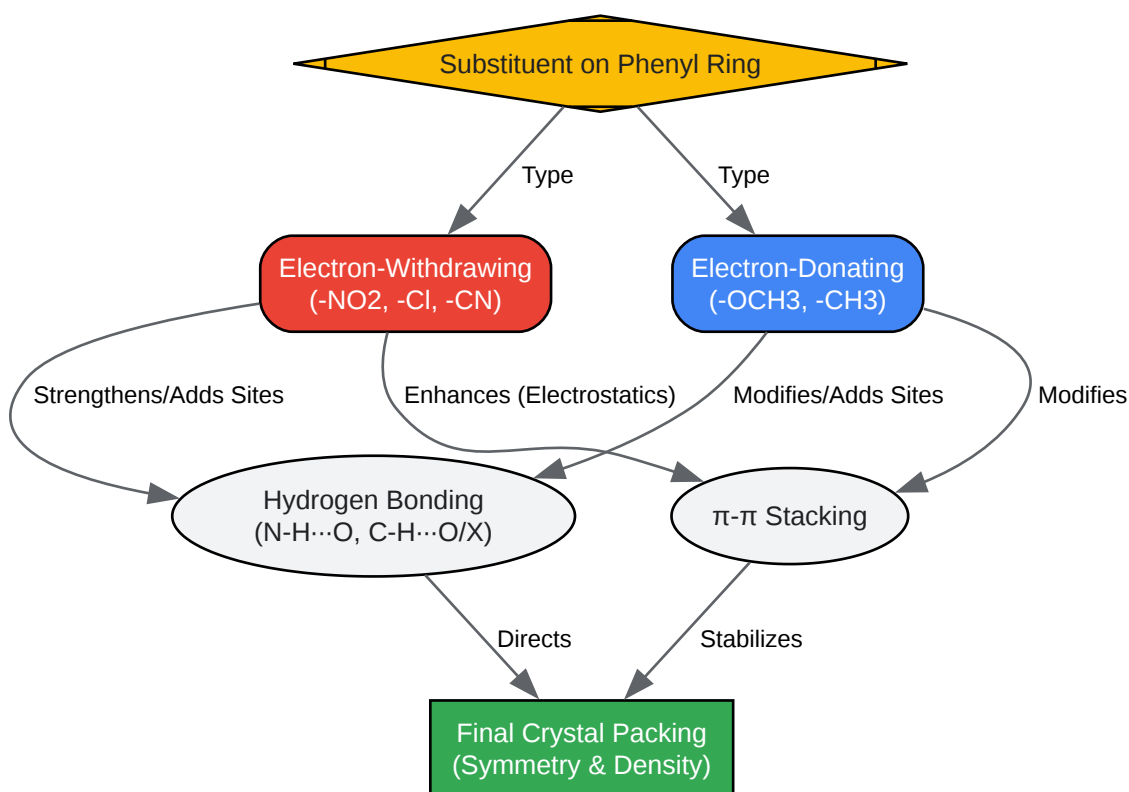 Substituent on Phenyl Ring
Type
Type
Electron-Withdrawing
(-NO2, -Cl, -CN)
Electron-Donating
(-OCH3, -CH3)
Strengthens/Adds Sites
Enhances (Electrostatics)
Modifies/Adds Sites
Modifies
Hydrogen Bonding
(N-H···O, C-H···O/X)
π-π Stacking
Directs
Stabilizes
Final Crystal Packing
(Symmetry & Density)